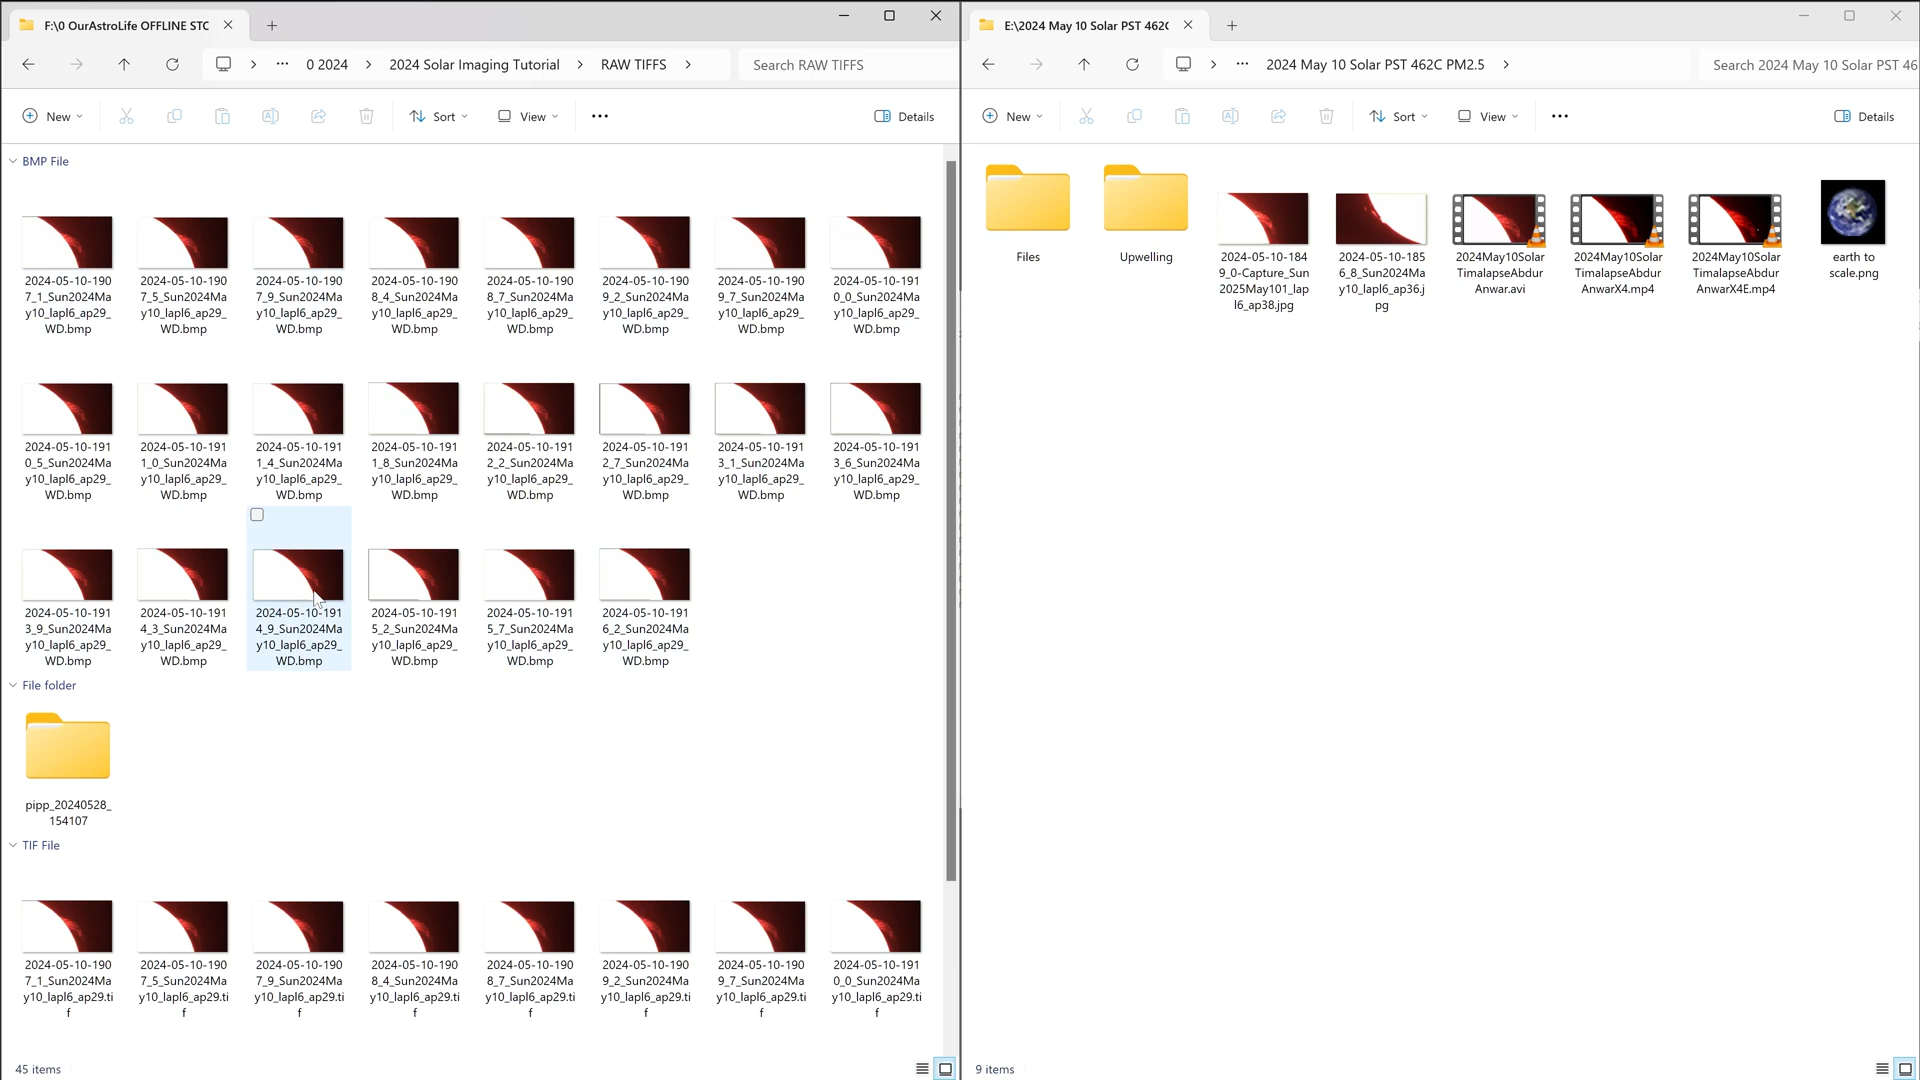 F:\0 OurAstroLife OFFLINE STC
0 2024
2024 Solar Imaging Tutorial
RAW TIFFS
Search RAW TIFFS
New
Sort
View
Details
BMP File
2024-05-10-190
7_1_Sun2024Ma
y10_lapl6_ap29_
WD.bmp
2024-05-10-190
7_5_Sun2024Ma
y10_lapl6_ap29_
WD.bmp
2024-05-10-190
7_9_Sun2024Ma
y10_lapl6_ap29_
WD.bmp
2024-05-10-190
8_4_Sun2024Ma
y10_lapl6_ap29_
WD.bmp
2024-05-10-190
8_7_Sun2024Ma
y10_lapl6_ap29_
WD.bmp
2024-05-10-190
9_2_Sun2024Ma
y10_lapl6_ap29_
WD.bmp
2024-05-10-190
9_7_Sun2024Ma
y10_lapl6_ap29_
WD.bmp
2024-05-10-191
0_0_Sun2024Ma
y10_lapl6_ap29_
WD.bmp
2024-05-10-191
0_5_Sun2024Ma
y10_lapl6_ap29_
WD.bmp
2024-05-10-191
1_0_Sun2024Ma
y10_lapl6_ap29_
WD.bmp
2024-05-10-191
1_4_Sun2024Ma
y10_lapl6_ap29_
WD.bmp
2024-05-10-191
1_8_Sun2024Ma
y10_lapl6_ap29_
WD.bmp
2024-05-10-191
2_2_Sun2024Ma
y10_lapl6_ap29_
WD.bmp
2024-05-10-191
2_7_Sun2024Ma
y10_lapl6_ap29_
WD.bmp
2024-05-10-191
3_1_Sun2024Ma
y10_lapl6_ap29_
WD.bmp
2024-05-10-191
3_6_Sun2024Ma
y10_lapl6_ap29_
WD.bmp
2024-05-10-191
3_9_Sun2024Ma
y10_lapl6_ap29_
WD.bmp
2024-05-10-191
4_3_Sun2024Ma
y10_lapl6_ap29_
WD.bmp
2024-05-10-191
4_9_Sun2024Ma
y10_lapl6_ap29_
WD.bmp
2024-05-10-191
5_2_Sun2024Ma
y10_lapl6_ap29_
WD.bmp
2024-05-10-191
5_7_Sun2024Ma
y10_lapl6_ap29_
WD.bmp
2024-05-10-191
6_2_Sun2024Ma
y10_lapl6_ap29_
WD.bmp
File folder
pipp_20240528_
154107
TIF File
2024-05-10-190
7_1_Sun2024Ma
y10_lapl6_ap29.ti
f
2024-05-10-190
7_5_Sun2024Ma
y10_lapl6_ap29.ti
f
2024-05-10-190
7_9_Sun2024Ma
y10_lapl6_ap29.ti
f
2024-05-10-190
8_4_Sun2024Ma
y10_lapl6_ap29.ti
f
2024-05-10-190
8_7_Sun2024Ma
y10_lapl6_ap29.ti
f
2024-05-10-190
9_2_Sun2024Ma
y10_lapl6_ap29.ti
f
2024-05-10-190
9_7_Sun2024Ma
y10_lapl6_ap29.ti
f
2024-05-10-191
0_0_Sun2024Ma
y10_lapl6_ap29.ti
f
45 items
E:\2024 May 10 Solar PST 462C
2024 May 10 Solar PST 462C PM2.5
Search 2024 May 10 Solar PST 46
New
Sort
View
Details
Files
Upwelling
2024-05-10-184
9_0-Capture_Sun
2025May101_lap
l6_ap38.jpg
2024-05-10-185
6_8_Sun2024Ma
y10_lapl6_ap36.j
pg
2024May10Solar
TimalapseAbdur
Anwar.avi
2024May10Solar
TimalapseAbdur
AnwarX4.mp4
2024May10Solar
TimalapseAbdur
AnwarX4E.mp4
earth to
scale.png
9 items